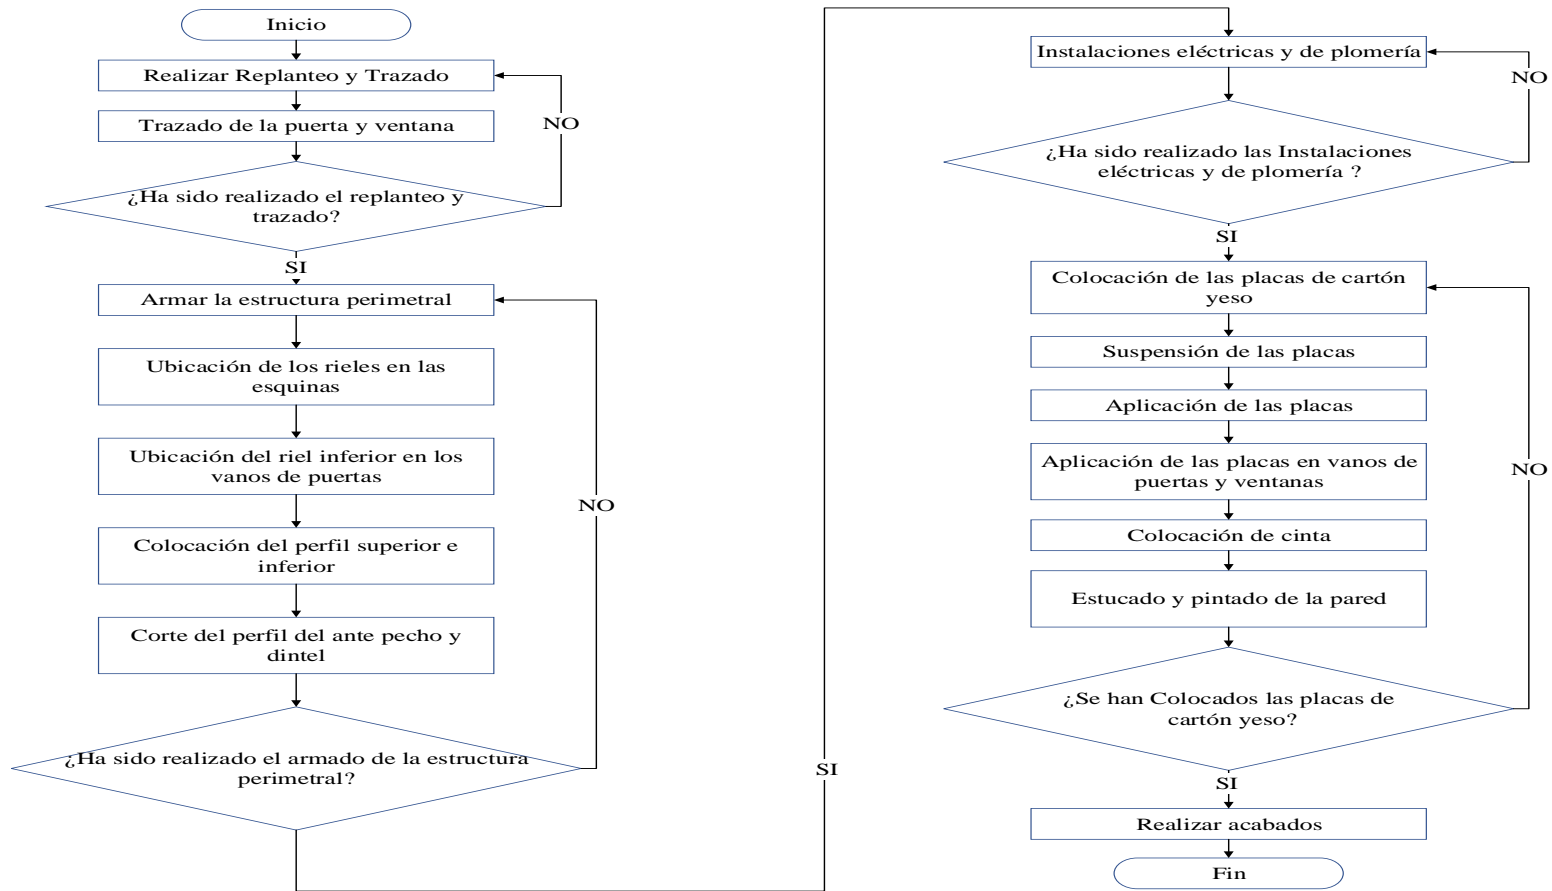 Inicio
Realizar Replanteo y Trazado
Trazado de la puerta y ventana
NO
¿Ha sido realizado el replanteo y
trazado?
SI
Armar la estructura perimetral
Ubicación de los rieles en las
esquinas
Ubicación del riel inferior en los
vanos de puertas
NO
Colocación del perfil superior e
inferior
Corte del perfil del ante pecho y
dintel
¿Ha sido realizado el armado de la estructura
perimetral?
SI
Instalaciones eléctricas y de plomería
NO
¿Ha sido realizado las Instalaciones
eléctricas y de plomería ?
SI
Colocación de las placas de cartón
yeso
Suspensión de las placas
Aplicación de las placas
Aplicación de las placas en vanos de
puertas y ventanas
NO
Colocación de cinta
Estucado y pintado de la pared
¿Se han Colocados las placas de
cartón yeso?
SI
Realizar acabados
Fin